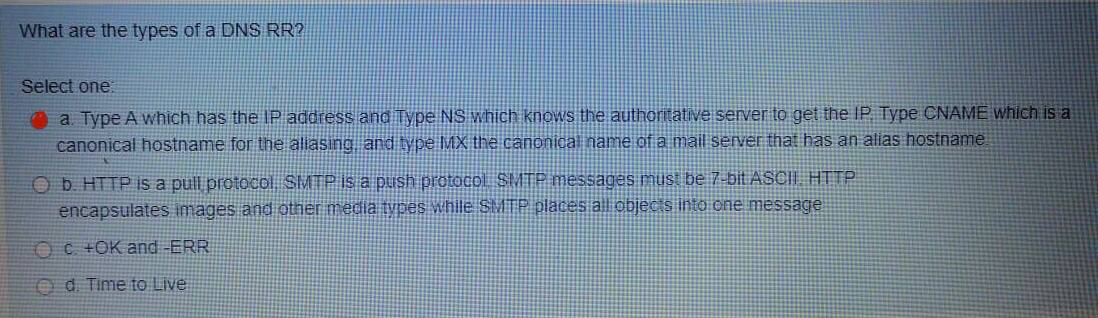 What are the types of a DNS RR?
Select one:
a. Type A which has the IP address and Type NS which knows the authoritative server to get the IP. Type CNAME which is a
canonical hostname for the aliasing, and type MX the canonical name of a mail server that has an alias hostname.
b. HTTP is a pull protocol, SMTP is a push protocol. SMTP messages must be 7-bit ASCII. HTTP
encapsulates images and other media types while SMTP places all objects into one message
c. +OK and -ERR
d. Time to Live